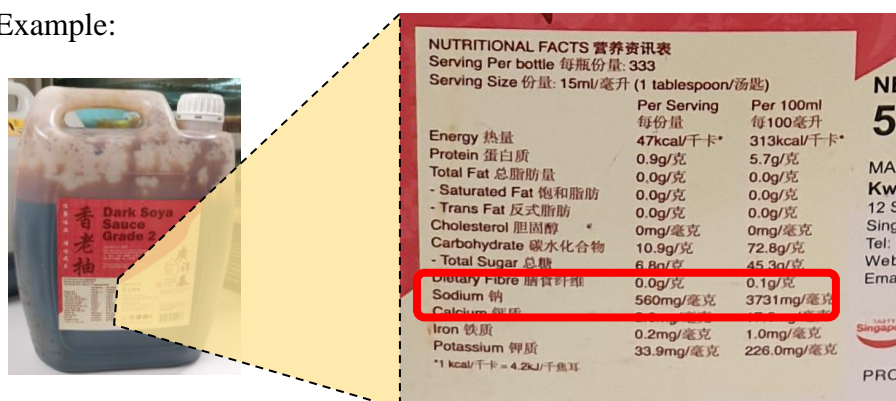 Example:
香老抽
Dark Soya
Sauce
Grade 2
NUTRITIONAL FACTS 营养资讯表
Serving Per bottle 每瓶份量: 333
Serving Size 份量: 15ml/毫升 (1 tablespoon/汤匙)
Per Serving Per 100ml
每份量 每100毫升
Energy 热量 47kcal/千卡* 313kcal/千卡*
Protein 蛋白质 0.9g/克 5.7g/克
Total Fat 总脂肪量 0.0g/克 0.0g/克
- Saturated Fat 饱和脂肪 0.0g/克 0.0g/克
- Trans Fat 反式脂肪 0.0g/克 0.0g/克
Cholesterol 胆固醇 0mg/毫克 0mg/毫克
Carbohydrate 碳水化合物 10.9g/克 72.8g/克
- Total Sugar 总糖 6.8g/克 45.3g/克
Dietary Fibre 膳食纤维 0.0g/克 0.1g/克
Sodium 钠 560mg/毫克 3731mg/毫克
Calcium 钙质
Iron 铁质 0.2mg/毫克 1.0mg/毫克
Potassium 钾质 33.9mg/毫克 226.0mg/毫克
*1 kcal/千卡 = 4.2kJ/千焦耳
5
MA
Kw
12 S
Sing
Tel:
Web
Ema
Singap
PRO